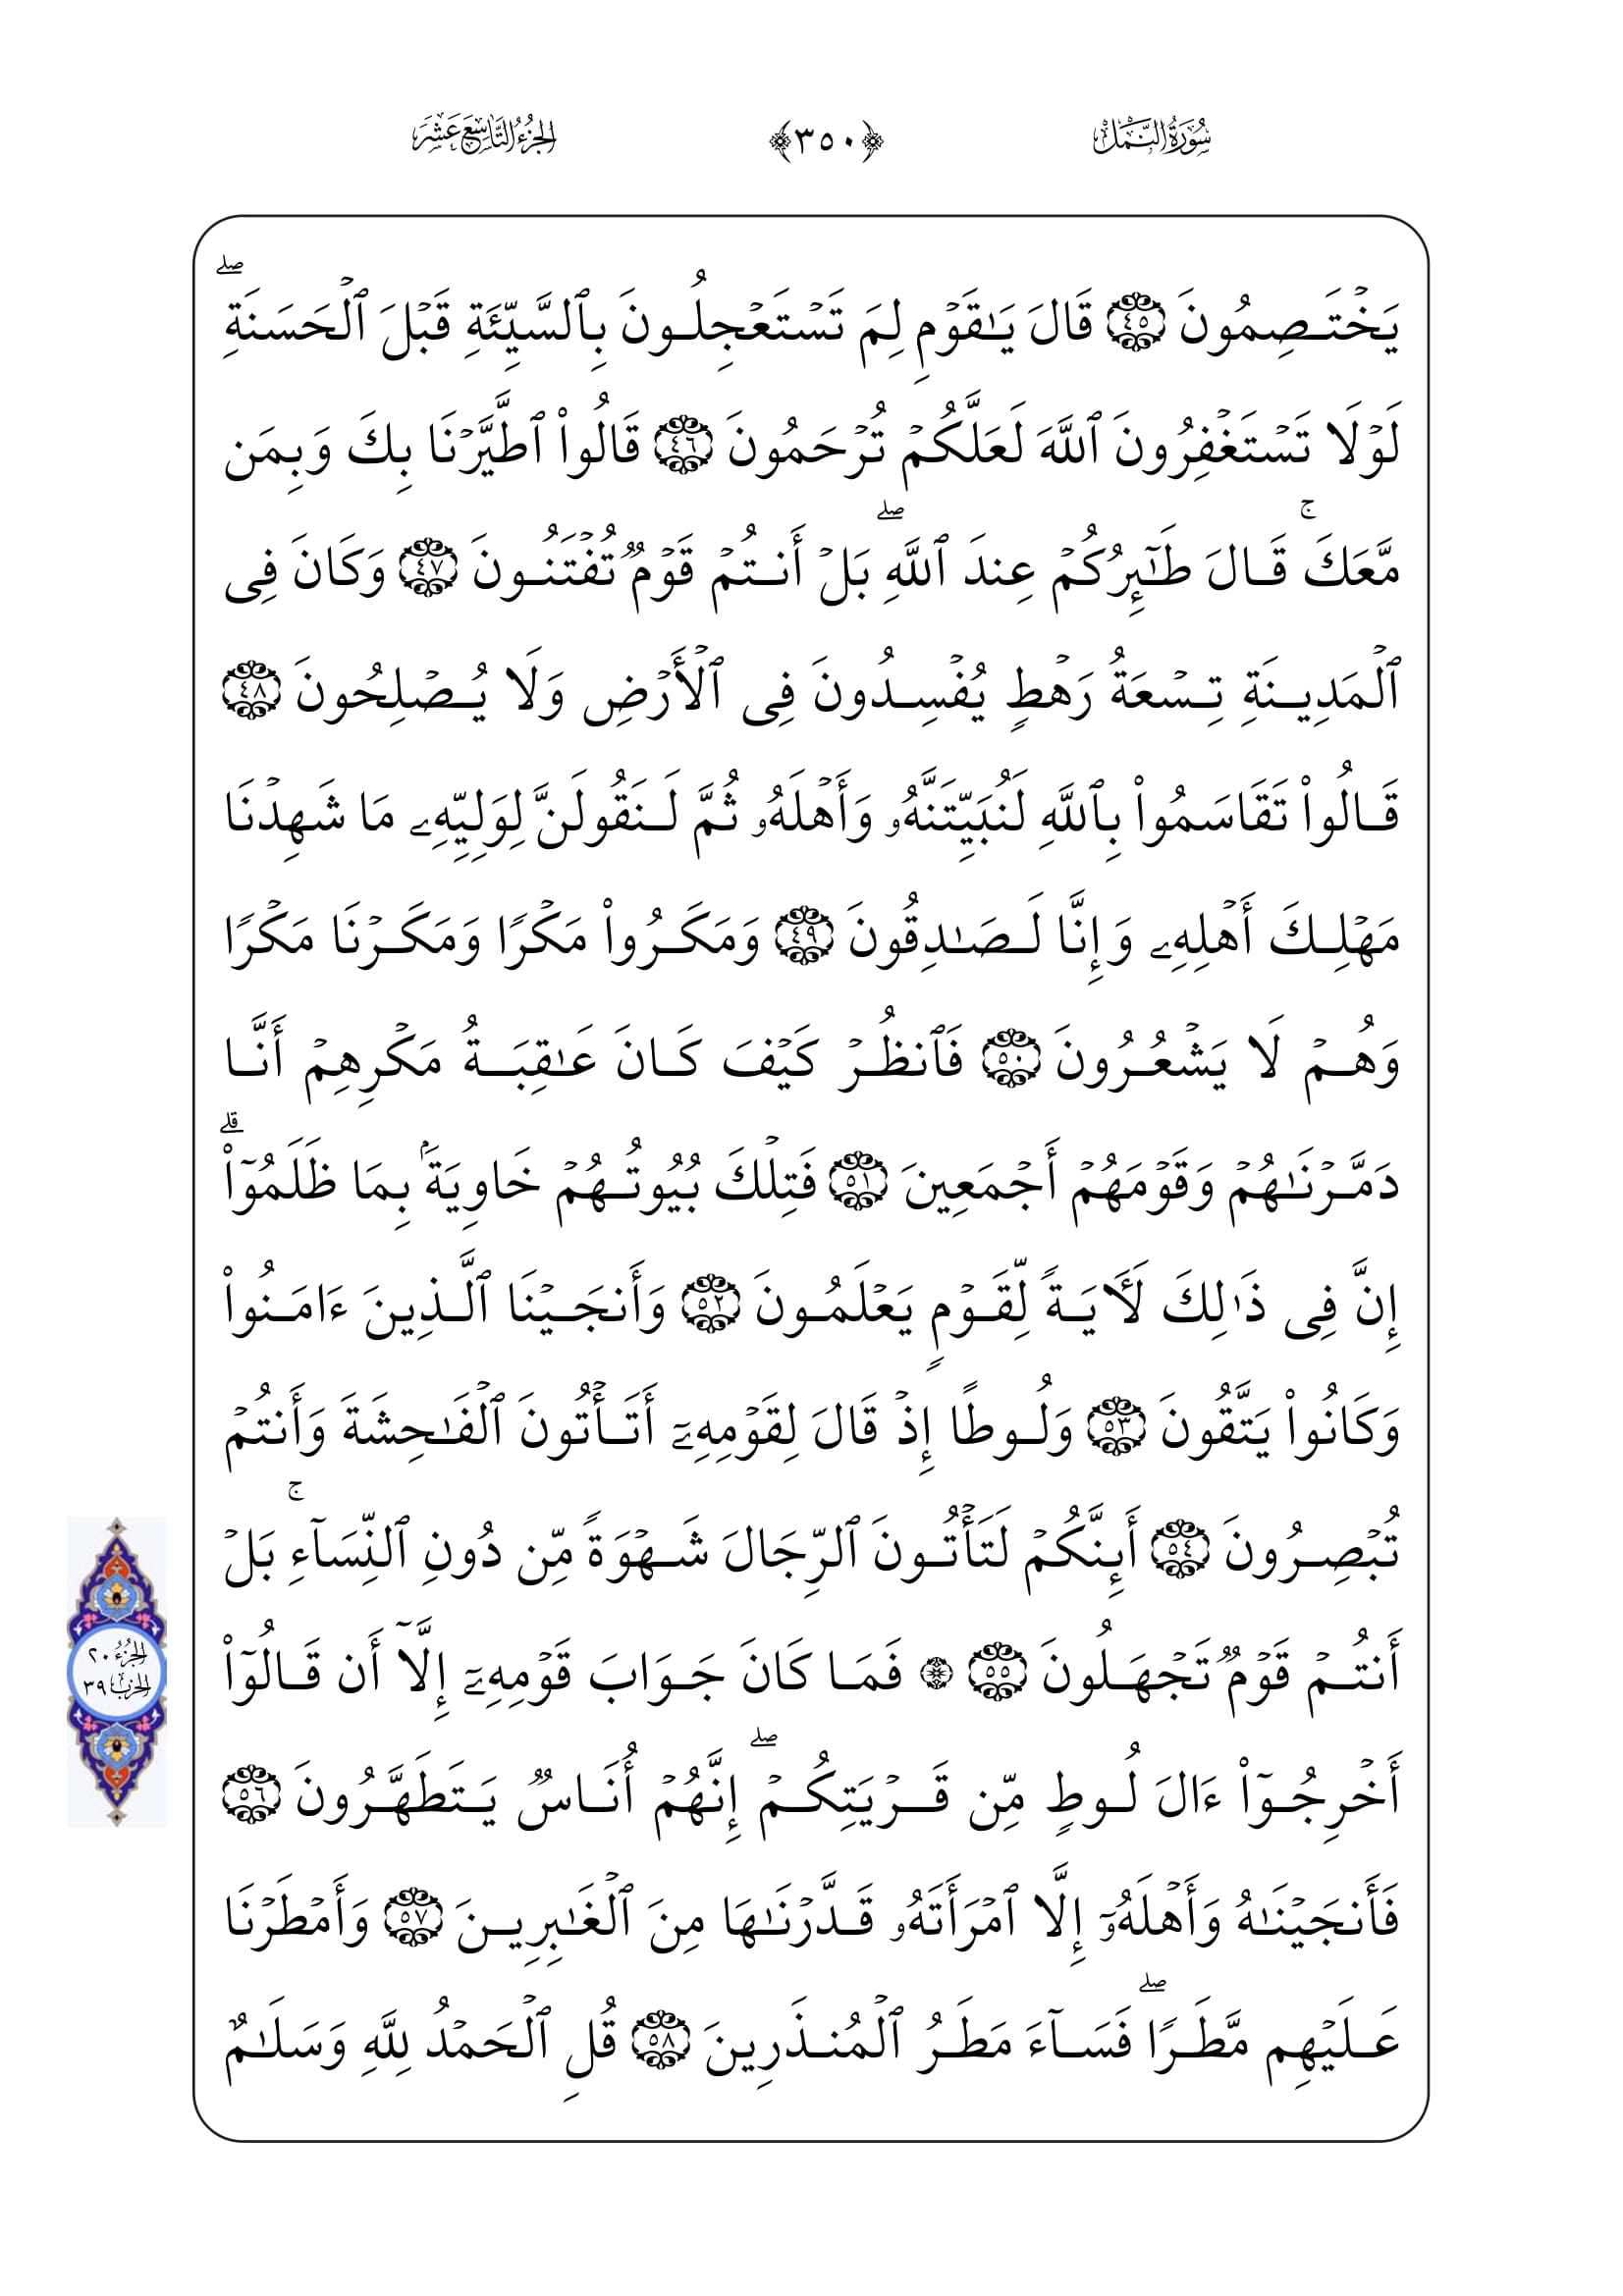 سُورَةُ النَّمْلِ ﴿٣٥٠﴾ الجُزْءُ التَّاسِعَ عَشَرَ
يَخۡتَصِمُونَ ٤٥ قَالَ يَٰقَوۡمِ لِمَ تَسۡتَعۡجِلُونَ بِٱلسَّيِّئَةِ قَبۡلَ ٱلۡحَسَنَةِۖ
لَوۡلَا تَسۡتَغۡفِرُونَ ٱللَّهَ لَعَلَّكُمۡ تُرۡحَمُونَ ٤٦ قَالُواْ ٱطَّيَّرۡنَا بِكَ وَبِمَن
مَّعَكَۚ قَالَ طَٰٓئِرُكُمۡ عِندَ ٱللَّهِۖ بَلۡ أَنتُمۡ قَوۡمٞ تُفۡتَنُونَ ٤٧ وَكَانَ فِي
ٱلۡمَدِينَةِ تِسۡعَةُ رَهۡطٖ يُفۡسِدُونَ فِي ٱلۡأَرۡضِ وَلَا يُصۡلِحُونَ ٤٨
قَالُواْ تَقَاسَمُواْ بِٱللَّهِ لَنُبَيِّتَنَّهُۥ وَأَهۡلَهُۥ ثُمَّ لَنَقُولَنَّ لِوَلِيِّهِۦ مَا شَهِدۡنَا
مَهۡلِكَ أَهۡلِهِۦ وَإِنَّا لَصَٰدِقُونَ ٤٩ وَمَكَرُواْ مَكۡرٗا وَمَكَرۡنَا مَكۡرٗا
وَهُمۡ لَا يَشۡعُرُونَ ٥٠ فَٱنظُرۡ كَيۡفَ كَانَ عَٰقِبَةُ مَكۡرِهِمۡ أَنَّا
دَمَّرۡنَٰهُمۡ وَقَوۡمَهُمۡ أَجۡمَعِينَ ٥١ فَتِلۡكَ بُيُوتُهُمۡ خَاوِيَةَۢ بِمَا ظَلَمُوٓاْۗ
إِنَّ فِي ذَٰلِكَ لَأٓيَةٗ لِّقَوۡمٖ يَعۡلَمُونَ ٥٢ وَأَنجَيۡنَا ٱلَّذِينَ ءَامَنُواْ
وَكَانُواْ يَتَّقُونَ ٥٣ وَلُوطًا إِذۡ قَالَ لِقَوۡمِهِۦٓ أَتَأۡتُونَ ٱلۡفَٰحِشَةَ وَأَنتُمۡ
تُبۡصِرُونَ ٥٤ أَئِنَّكُمۡ لَتَأۡتُونَ ٱلرِّجَالَ شَهۡوَةٗ مِّن دُونِ ٱلنِّسَآءِۚ بَلۡ
أَنتُمۡ قَوۡمٞ تَجۡهَلُونَ ٥٥ ۞ فَمَا كَانَ جَوَابَ قَوۡمِهِۦٓ إِلَّآ أَن قَالُوٓاْ
أَخۡرِجُوٓاْ ءَالَ لُوطٖ مِّن قَرۡيَتِكُمۡۖ إِنَّهُمۡ أُنَاسٞ يَتَطَهَّرُونَ ٥٦
فَأَنجَيۡنَٰهُ وَأَهۡلَهُۥٓ إِلَّا ٱمۡرَأَتَهُۥ قَدَّرۡنَٰهَا مِنَ ٱلۡغَٰبِرِينَ ٥٧ وَأَمۡطَرۡنَا
عَلَيۡهِم مَّطَرٗاۖ فَسَآءَ مَطَرُ ٱلۡمُنذَرِينَ ٥٨ قُلِ ٱلۡحَمۡدُ لِلَّهِ وَسَلَٰمٌ
الجُزْءُ ٢٠
الحِزْبُ ٣٩